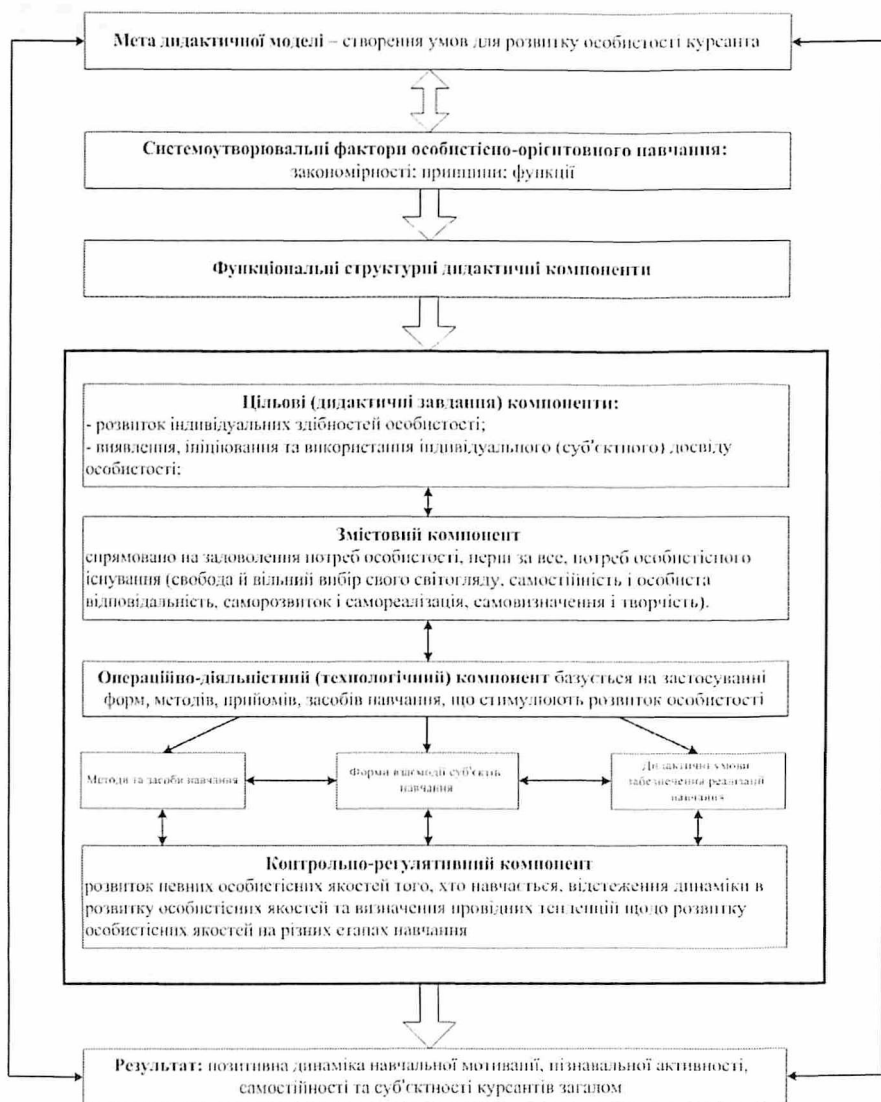 Мета дидактичної моделі – створення умов для розвитку особистості курсанта
Системоутворювальні фактори особистісно-орієнтовного навчання:
закономірності; принципи; функції
Функціональні структурні дидактичні компоненти
Цільові (дидактичні завдання) компоненти:
- розвиток індивідуальних здібностей особистості;
- виявлення, ініціювання та використання індивідуального (суб'єктного) досвіду
особистості;
Змістовий компонент
спрямовано на задоволення потреб особистості, перш за все, потреб особистісного
існування (свобода й вільний вибір свого світогляду, самостійність і особиста
відповідальність, саморозвиток і самореалізація, самовизначення і творчість).
Операційно-діяльністний (технологічний) компонент базується на застосуванні
форм, методів, прийомів, засобів навчання, що стимулюють розвиток особистості
Методи та засоби навчання
Форми взаємодії суб'єктів
навчання
Дидактичні умови
забезпечення реалізації
навчання
Контрольно-регулятивний компонент
розвиток певних особистісних якостей того, хто навчається, відстеження динаміки в
розвитку особистісних якостей та визначення провідних тенденцій щодо розвитку
особистісних якостей на різних етапах навчання
Результат: позитивна динаміка навчальної мотивації, пізнавальної активності,
самостійності та суб'єктності курсантів загалом